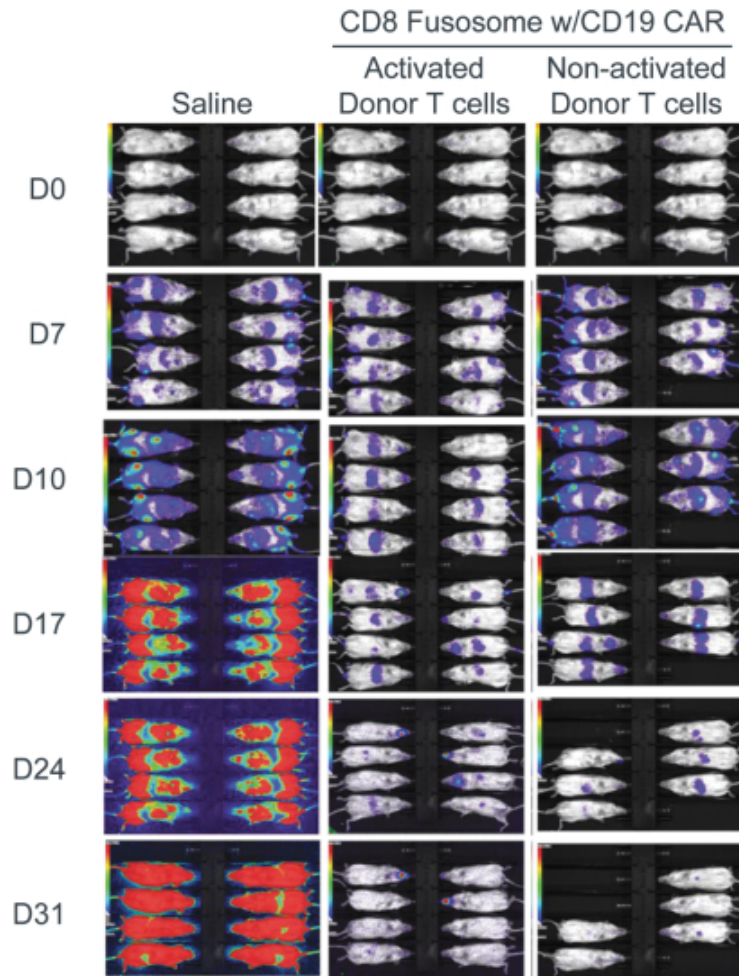 CD8 Fusosome w/CD19 CAR
Saline
Activated
Donor T cells
Non-activated
Donor T cells
D0
D7
D10
D17
D24
D31